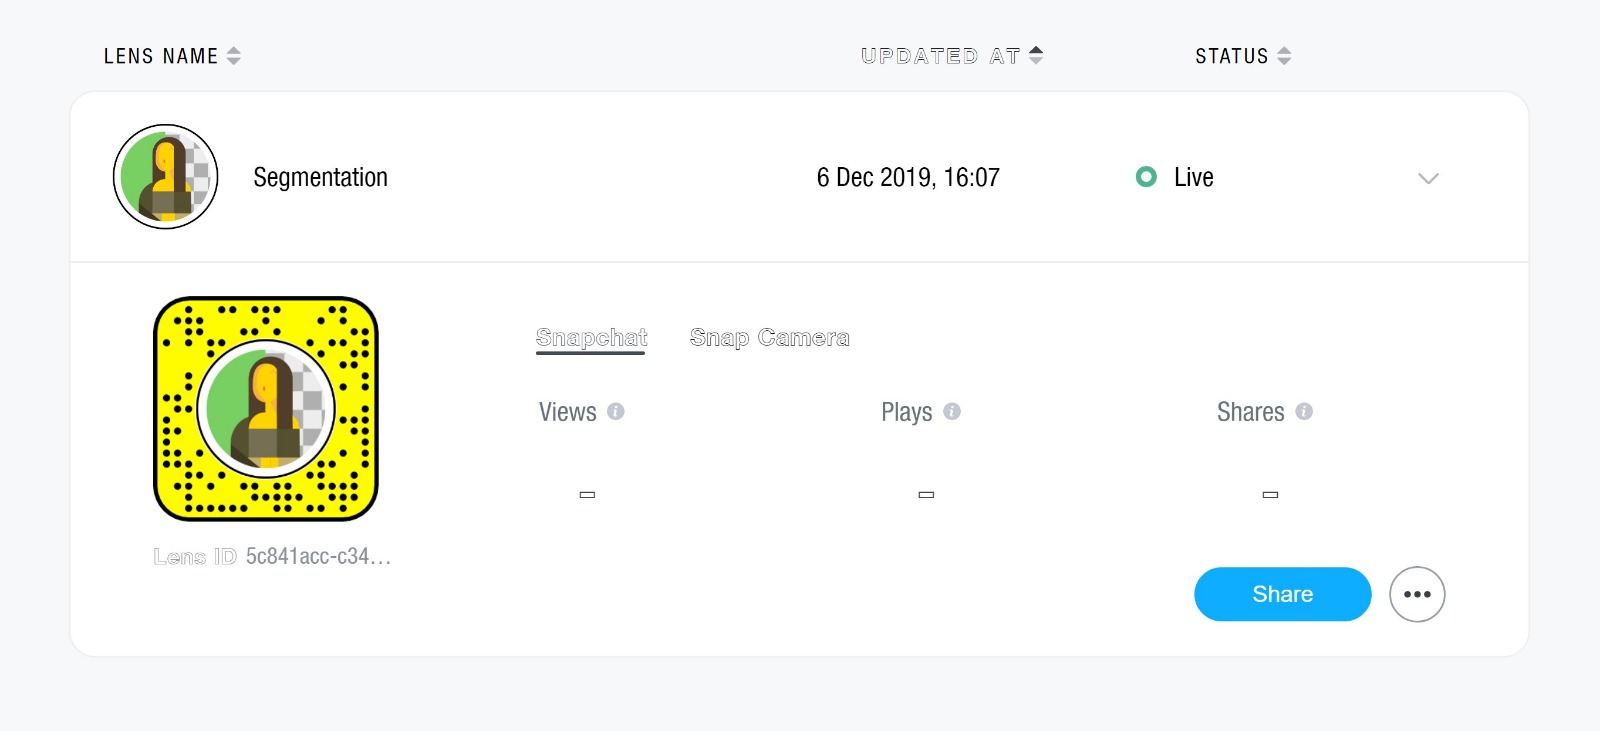 LENS NAME UPDATED AT STATUS
Segmentation 6 Dec 2019, 16:07 Live
Snapchat Snap Camera
Views Plays Shares
- - -
Lens ID 5c841acc-c34...
Share